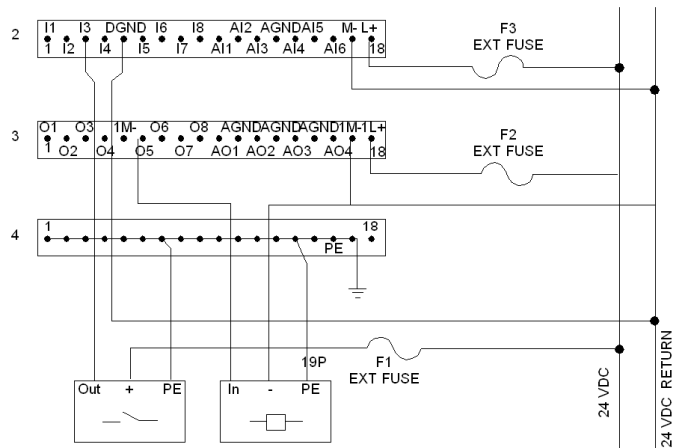 I1 I3 DGND I6 I8 AI2 AGND AI5 M- L+
2
1 I2 I4 I5 I7 AI1 AI3 AI4 AI6 18
F3
EXT FUSE
O1 O3 1M- O6 O8 AGND AGND AGND 1M- 1L+
3
1 O2 O4 O5 O7 AO1 AO2 AO3 AO4 18
F2
EXT FUSE
1 18
4
PE
19P
F1
EXT FUSE
Out + PE
In - PE
24 VDC
24 VDC RETURN